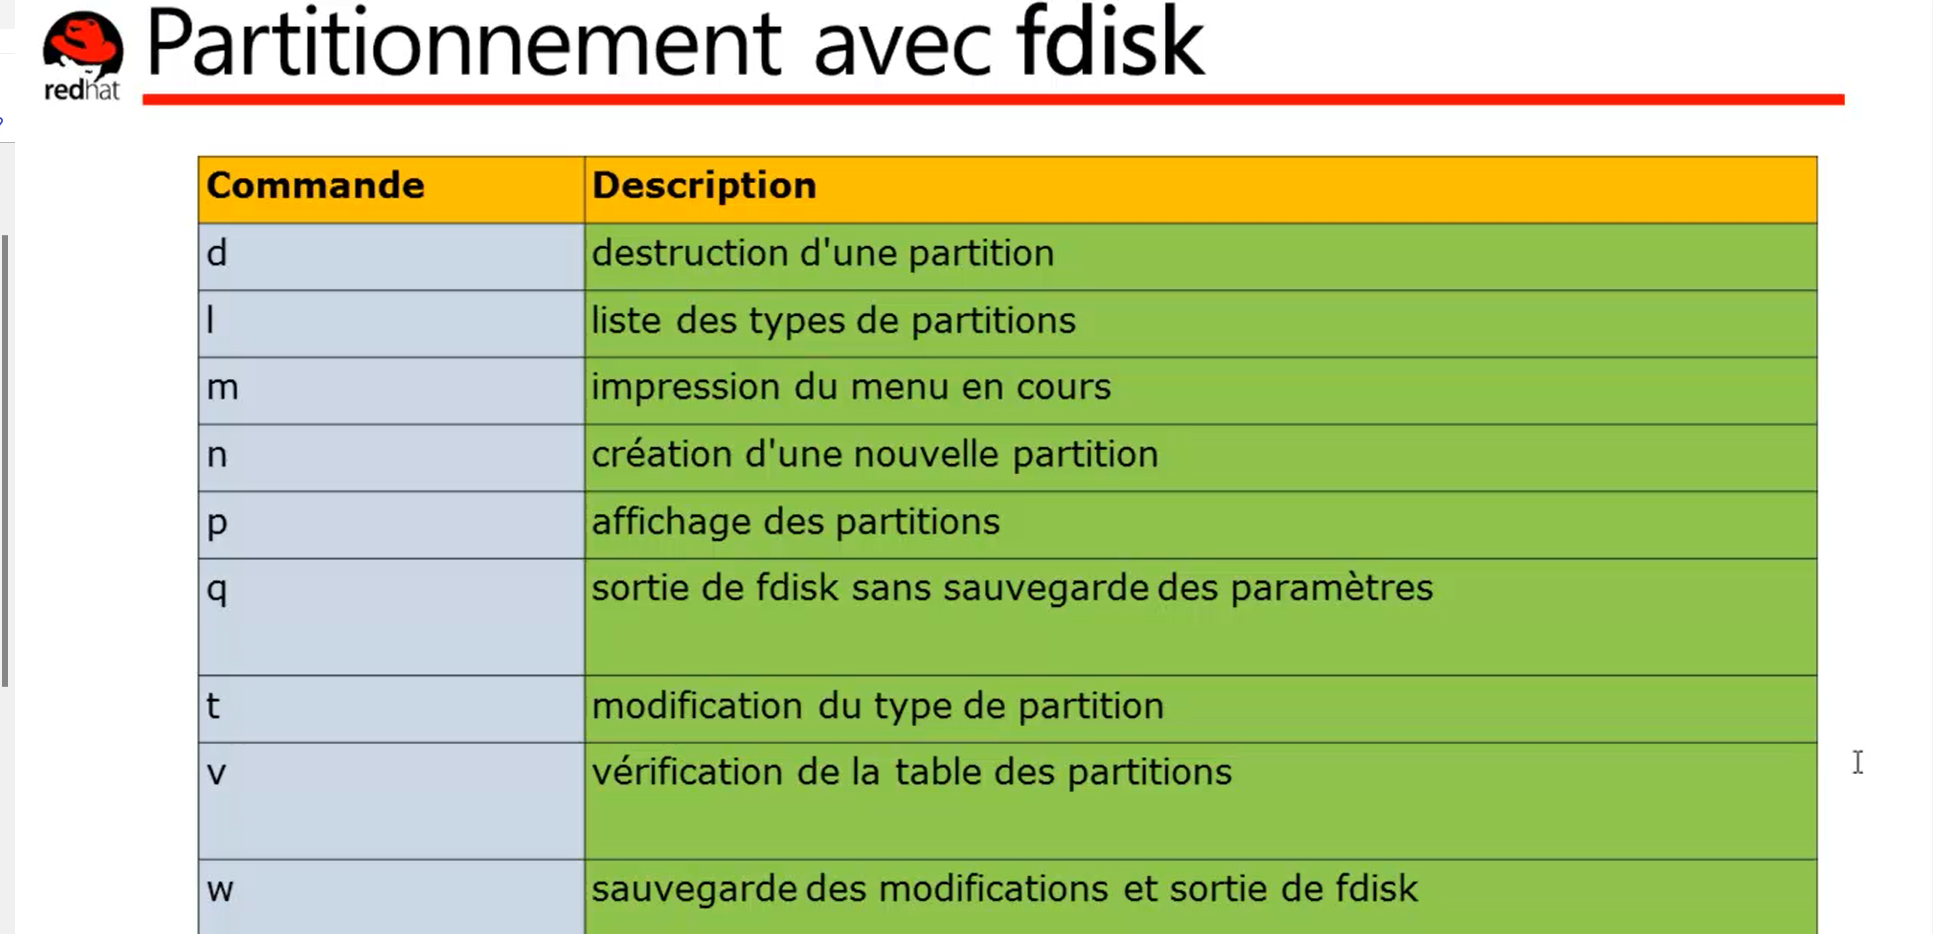 Partitionnement avec fdisk
redhat
Commande Description
d destruction d'une partition
l liste des types de partitions
m impression du menu en cours
n création d'une nouvelle partition
p affichage des partitions
q sortie de fdisk sans sauvegarde des paramètres
t modification du type de partition
v vérification de la table des partitions
w sauvegarde des modifications et sortie de fdisk